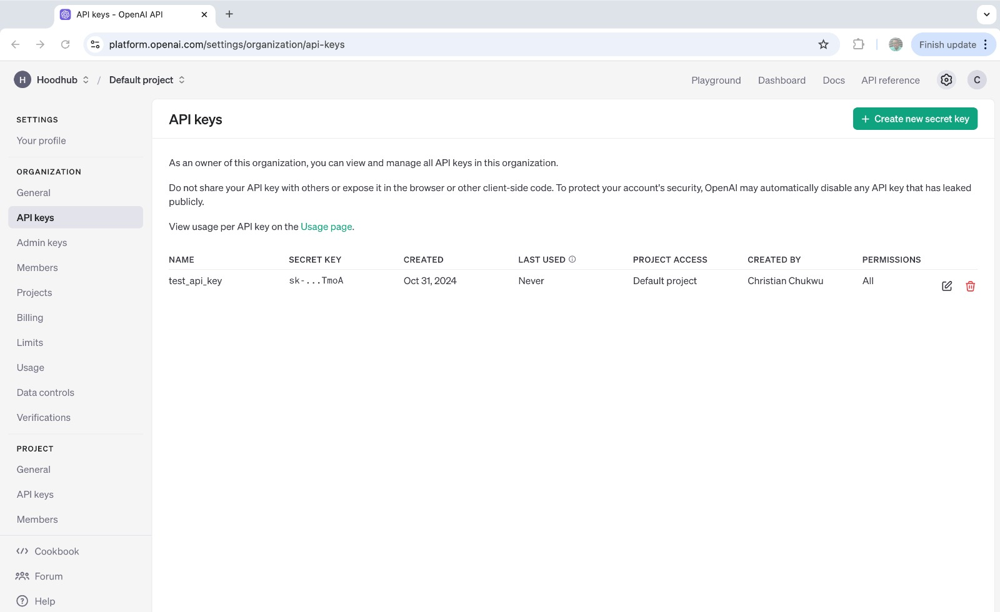 API keys - OpenAI API
platform.openai.com/settings/organization/api-keys
Finish update
H Hoodhub / Default project
Playground Dashboard Docs API reference C
SETTINGS
Your profile
ORGANIZATION
General
API keys
Admin keys
Members
Projects
Billing
Limits
Usage
Data controls
Verifications
PROJECT
General
API keys
Members
Cookbook
Forum
Help
API keys
+ Create new secret key
As an owner of this organization, you can view and manage all API keys in this organization.
Do not share your API key with others or expose it in the browser or other client-side code. To protect your account's security, OpenAI may automatically disable any API key that has leaked
publicly.
View usage per API key on the Usage page.
NAME SECRET KEY CREATED LAST USED PROJECT ACCESS CREATED BY PERMISSIONS
test_api_key sk-...TmoA Oct 31, 2024 Never Default project Christian Chukwu All